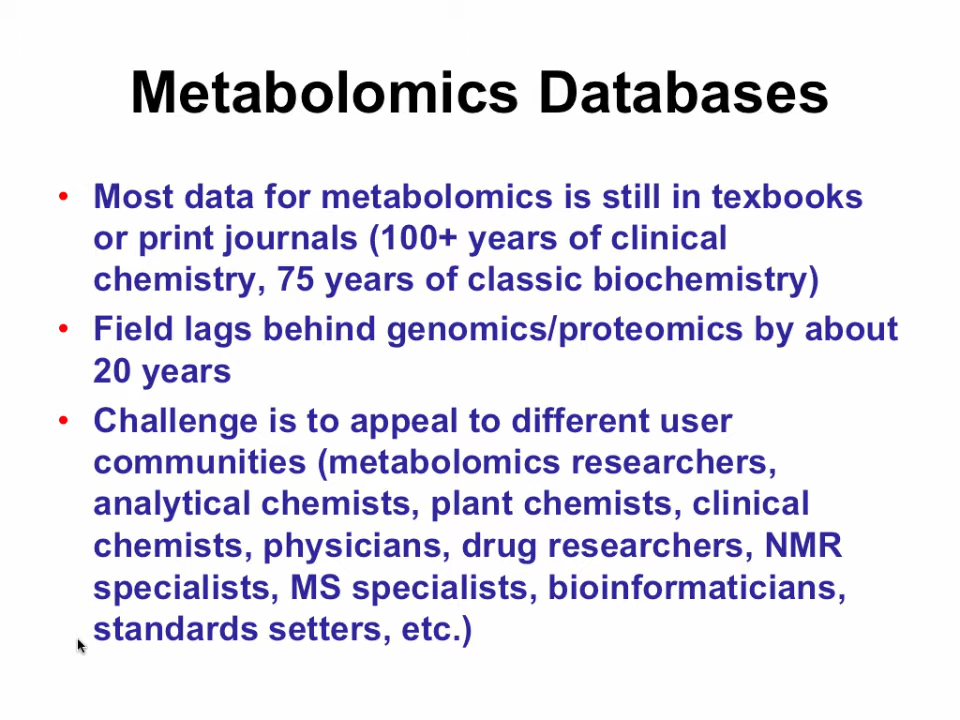 Metabolomics Databases
• Most data for metabolomics is still in texbooks
or print journals (100+ years of clinical
chemistry, 75 years of classic biochemistry)
• Field lags behind genomics/proteomics by about
20 years
• Challenge is to appeal to different user
communities (metabolomics researchers,
analytical chemists, plant chemists, clinical
chemists, physicians, drug researchers, NMR
specialists, MS specialists, bioinformaticians,
standards setters, etc.)